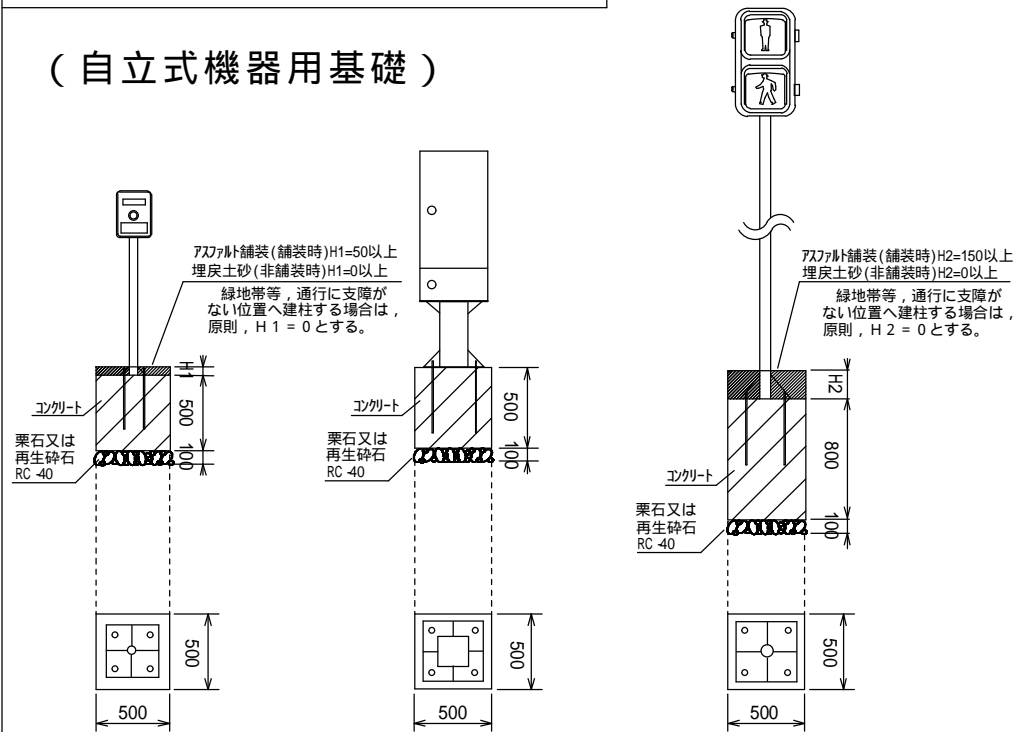 （自立式機器用基礎）
ｱｽﾌｧﾙﾄ舗装(舗装時)H1=50以上
埋戻土砂(非舗装時)H1=0以上
緑地帯等，通行に支障が
ない位置へ建柱する場合は，
原則，Ｈ１＝０とする。
H1
500
100
ｺﾝｸﾘｰﾄ
栗石又は
再生砕石
RC-40
500
500
500
100
ｺﾝｸﾘｰﾄ
栗石又は
再生砕石
RC-40
500
500
ｱｽﾌｧﾙﾄ舗装(舗装時)H2=150以上
埋戻土砂(非舗装時)H2=0以上
緑地帯等，通行に支障が
ない位置へ建柱する場合は，
原則，Ｈ２＝０とする。
H2
800
100
ｺﾝｸﾘｰﾄ
栗石又は
再生砕石
RC-40
500
500